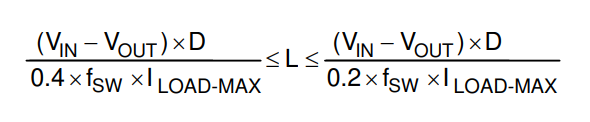 (V_IN − V_OUT) × D / 0.4 × f_SW × I_LOAD-MAX ≤ L ≤ (V_IN − V_OUT) × D / 0.2 × f_SW × I_LOAD-MAX